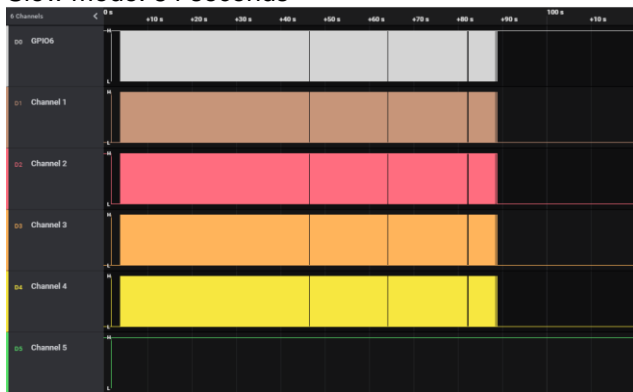 6 Channels
0 s +10 s +20 s +30 s +40 s +50 s +60 s +70 s +80 s +90 s 100 s +10 s
D0 GPIO6
H
L
D1 Channel 1
H
L
D2 Channel 2
H
L
D3 Channel 3
H
L
D4 Channel 4
H
L
D5 Channel 5
H
L